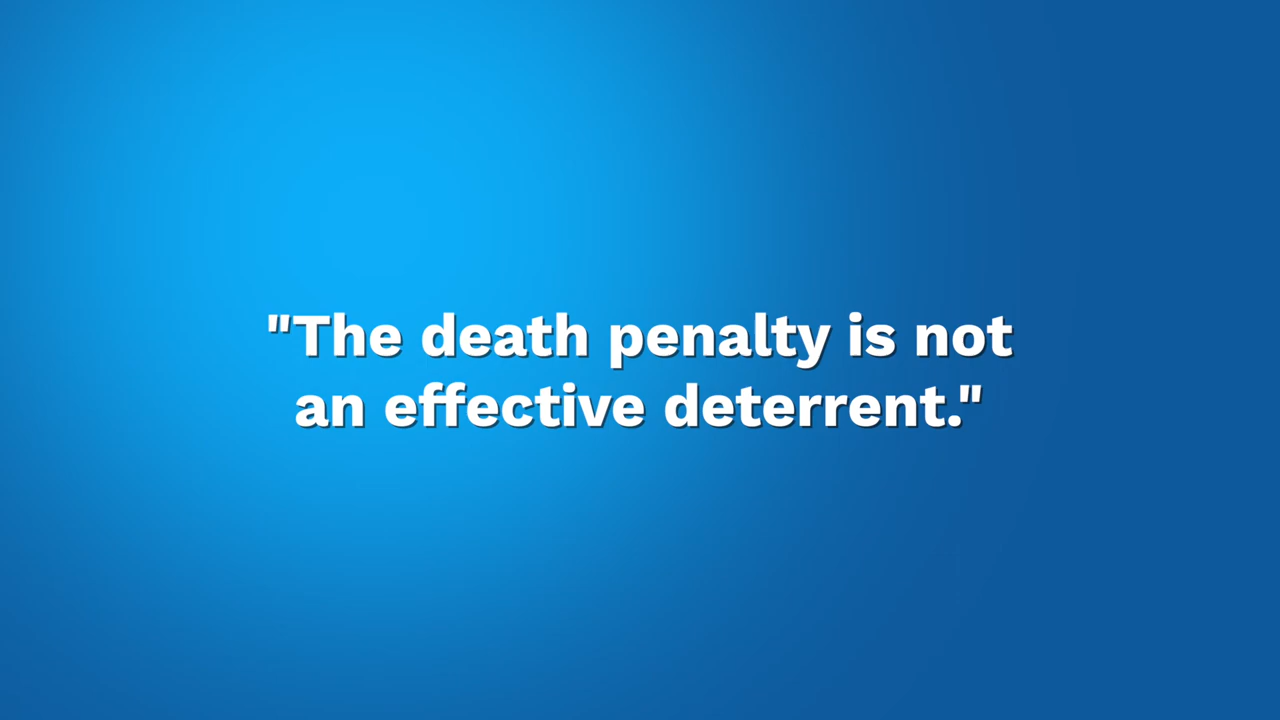 "The death penalty is not
an effective deterrent."